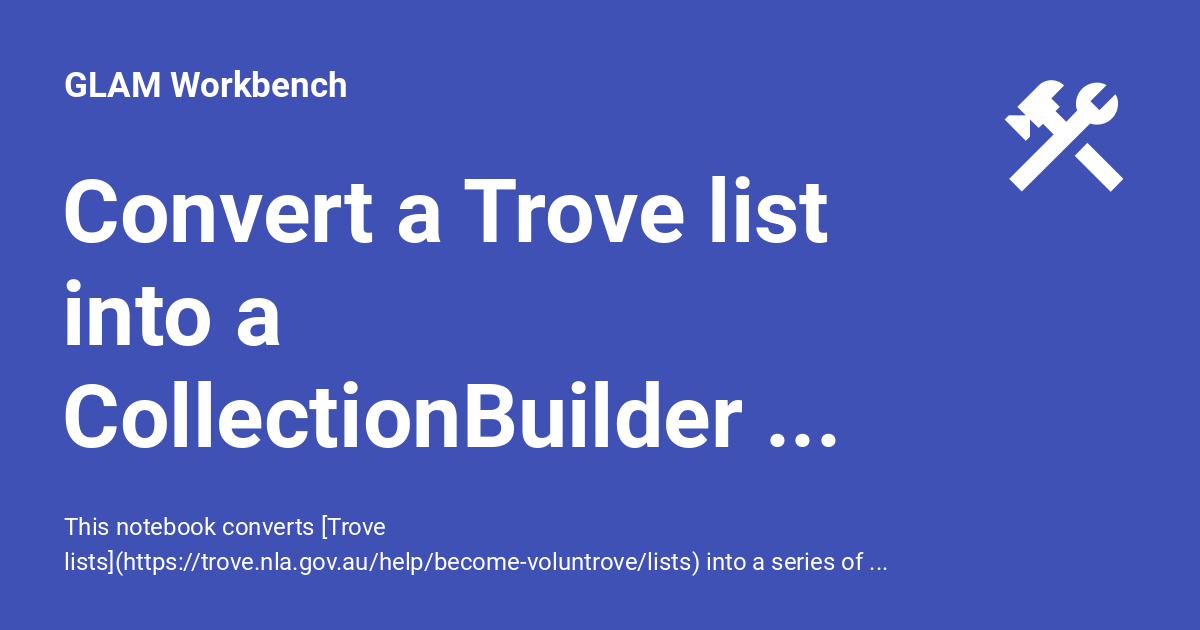 GLAM Workbench
Convert a Trove list
into a
CollectionBuilder ...
This notebook converts [Trove
lists](https://trove.nla.gov.au/help/become-voluntrove/lists) into a series of ...